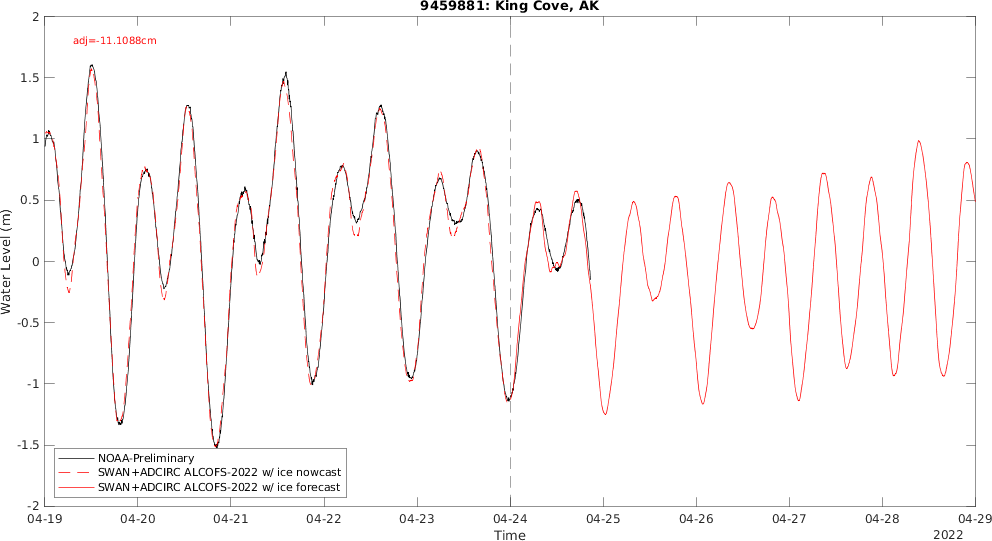 9459881: King Cove, AK
adj=-11.1088cm
2
1.5
1
0.5
0
-0.5
-1
-1.5
-2
Water Level (m)
NOAA-Preliminary
SWAN+ADCIRC ALCOFS-2022 w/ ice nowcast
SWAN+ADCIRC ALCOFS-2022 w/ ice forecast
04-19 04-20 04-21 04-22 04-23 04-24 04-25 04-26 04-27 04-28 04-29
Time
2022